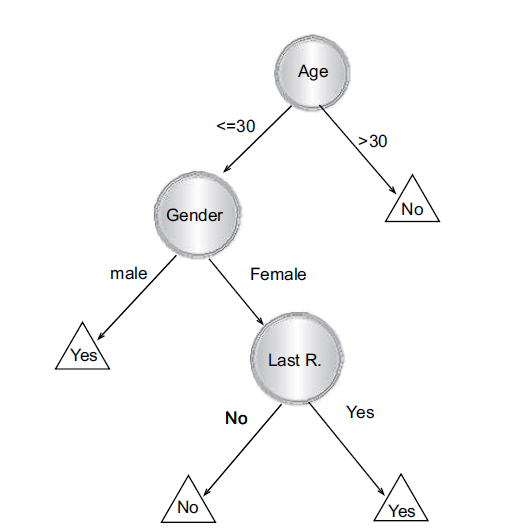 Age
<=30
>30
Gender
No
male
Female
Yes
Last R.
No
Yes
No
Yes